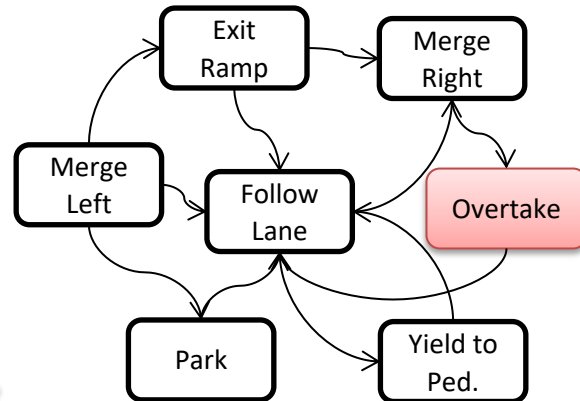 Exit
Ramp
Merge
Right
Merge
Left
Follow
Lane
Overtake
Park
Yield to
Ped.